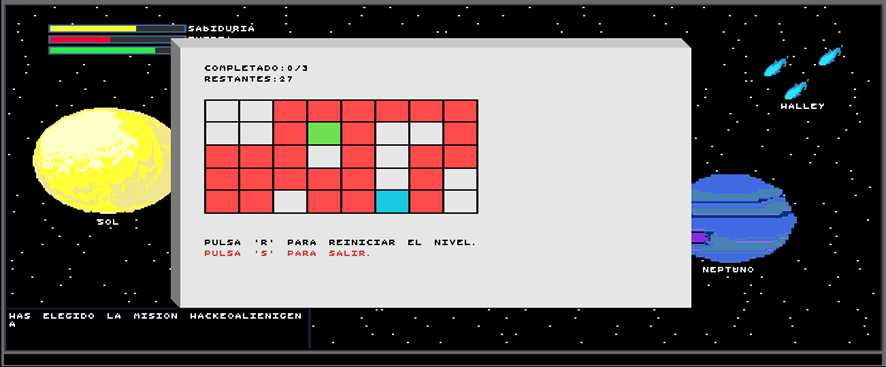 SABIDURIA
COMPLETADO:0/3
RESTANTES:27
WALLEY
SOL
PULSA 'R' PARA REINICIAR EL NIVEL.
PULSA 'S' PARA SALIR.
NEPTUNO
HAS ELEGIDO LA MISION HACKEOALIENIGEN
A